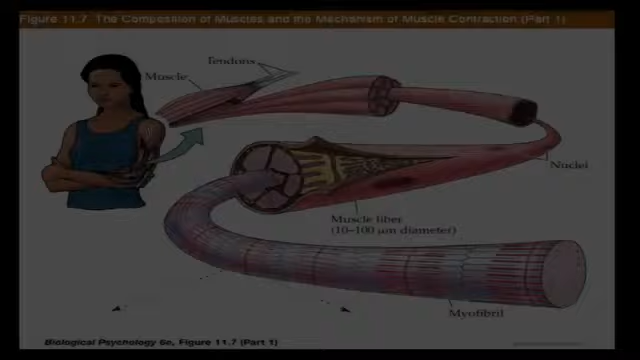 Figure 11.7 The Composition of Muscles and the Mechanism of Muscle Contraction (Part 1)
Tendons
Muscle
Nuclei
Muscle fiber
(10–100 µm diameter)
Myofibril
Biological Psychology 6e, Figure 11.7 (Part 1)